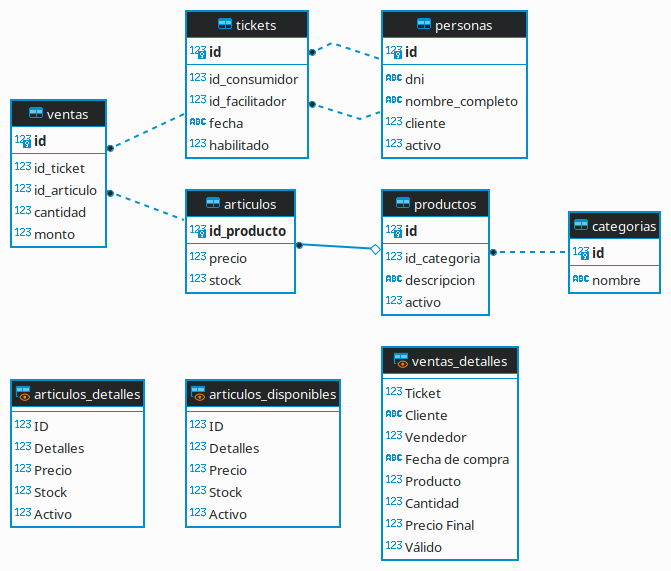 tickets
123 id
123 id_consumidor
123 id_facilitador
ABC fecha
123 habilitado
personas
123 id
ABC dni
ABC nombre_completo
123 cliente
123 activo
ventas
123 id
123 id_ticket
123 id_articulo
123 cantidad
123 monto
articulos
123 id_producto
123 precio
123 stock
productos
123 id
123 id_categoria
ABC descripcion
123 activo
categorias
123 id
ABC nombre
articulos_detalles
123 ID
123 Detalles
123 Precio
123 Stock
123 Activo
articulos_disponibles
123 ID
123 Detalles
123 Precio
123 Stock
123 Activo
ventas_detalles
123 Ticket
ABC Cliente
123 Vendedor
ABC Fecha de compra
123 Producto
123 Cantidad
123 Precio Final
123 Válido